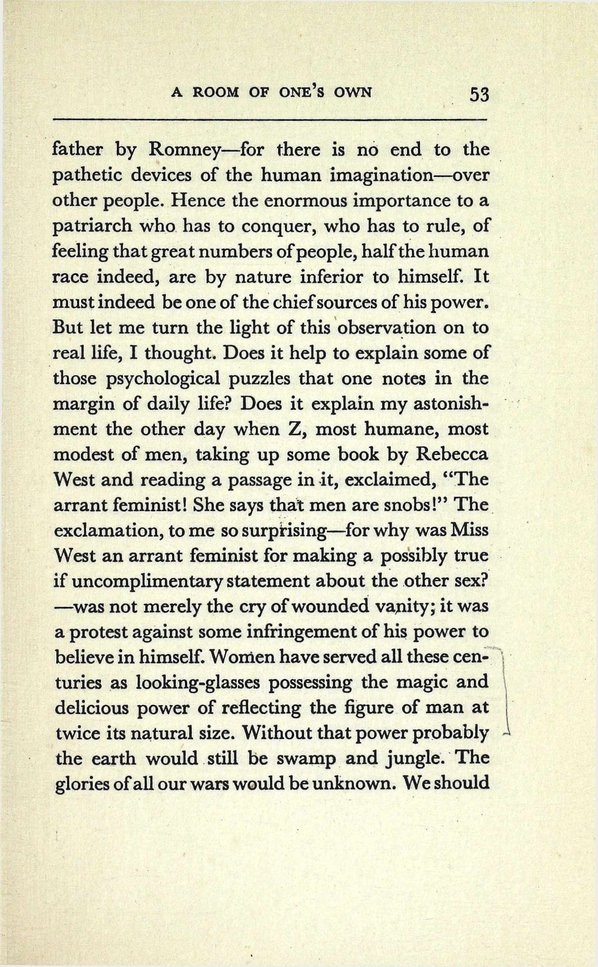 A ROOM OF ONE'S OWN 53
father by Romney—for there is no end to the
pathetic devices of the human imagination—over
other people. Hence the enormous importance to a
patriarch who has to conquer, who has to rule, of
feeling that great numbers of people, half the human
race indeed, are by nature inferior to himself. It
must indeed be one of the chief sources of his power.
But let me turn the light of this observation on to
real life, I thought. Does it help to explain some of
those psychological puzzles that one notes in the
margin of daily life? Does it explain my astonish-
ment the other day when Z, most humane, most
modest of men, taking up some book by Rebecca
West and reading a passage in it, exclaimed, “The
arrant feminist! She says that men are snobs!” The
exclamation, to me so surprising—for why was Miss
West an arrant feminist for making a possibly true
if uncomplimentary statement about the other sex?
—was not merely the cry of wounded vanity; it was
a protest against some infringement of his power to
believe in himself. Women have served all these cen-
turies as looking-glasses possessing the magic and
delicious power of reflecting the figure of man at
twice its natural size. Without that power probably
the earth would still be swamp and jungle. The
glories of all our wars would be unknown. We should